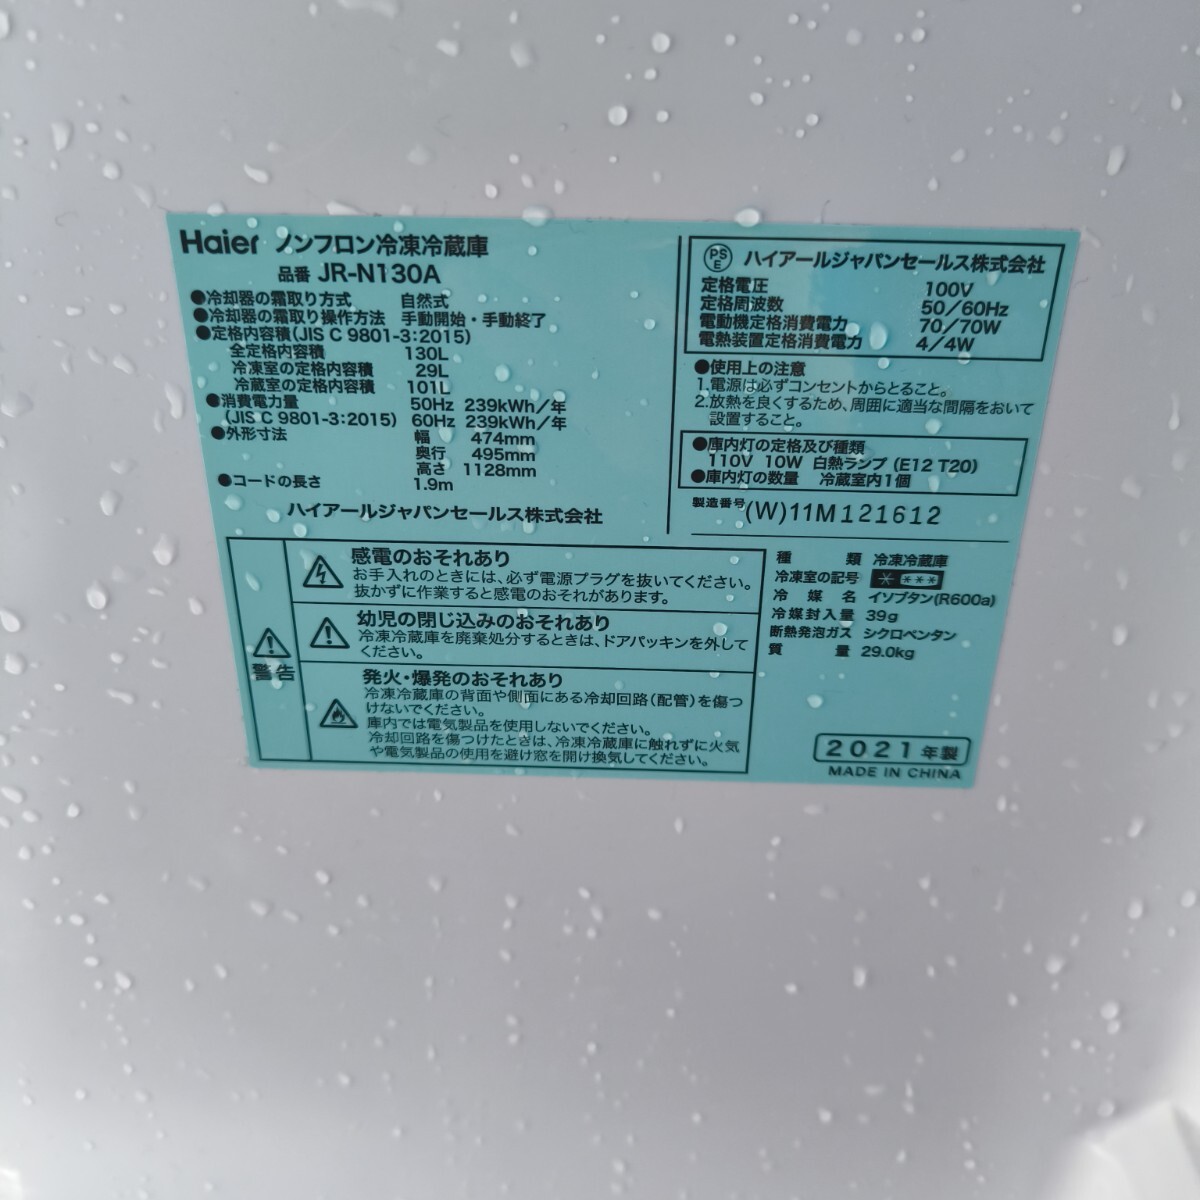 Haier ノンフロン冷凍冷蔵庫
品番 JR-N130A
●冷却器の霜取り方式 自然式
●冷却器の霜取り操作方法 手動開始・手動終了
●定格内容積(JIS C 9801-3:2015)
全定格内容積 130L
冷凍室の定格内容積 29L
冷蔵室の定格内容積 101L
●消費電力量 50Hz 239kWh/年
(JIS C 9801-3:2015) 60Hz 239kWh/年
●外形寸法 幅 474mm
奥行 495mm
高さ 1128mm
●コードの長さ 1.9m
ハイアールジャパンセールス株式会社
PSE ハイアールジャパンセールス株式会社
定格電圧 100V
定格周波数 50/60Hz
電動機定格消費電力 70/70W
電熱装置定格消費電力 4/4W
●使用上の注意
1.電源は必ずコンセントからとること。
2.放熱を良くするため、周囲に適当な間隔をおいて
設置すること。
●庫内灯の定格及び種類
110V 10W 白熱ランプ (E12 T20)
●庫内灯の数量 冷蔵室内1個
製造番号 (W)11M121612
警告
感電のおそれあり
お手入れのときには、必ず電源プラグを抜いてください。
抜かずに作業すると感電のおそれがあります。
幼児の閉じ込みのおそれあり
冷凍冷蔵庫を廃棄処分するときは、ドアパッキンを外して
ください。
発火・爆発のおそれあり
冷凍冷蔵庫の背面や側面にある冷却回路(配管)を傷つ
けないでください。
庫内では電気製品を使用しないでください。
冷却回路を傷つけたときは、冷凍冷蔵庫に触れずに火気
や電気製品の使用を避け窓を開け換気してください。
種類 冷凍冷蔵庫
冷凍室の記号 * ***
冷媒名 イソブタン(R600a)
冷媒封入量 39g
断熱発泡ガス シクロペンタン
質量 29.0kg
2021年製
MADE IN CHINA